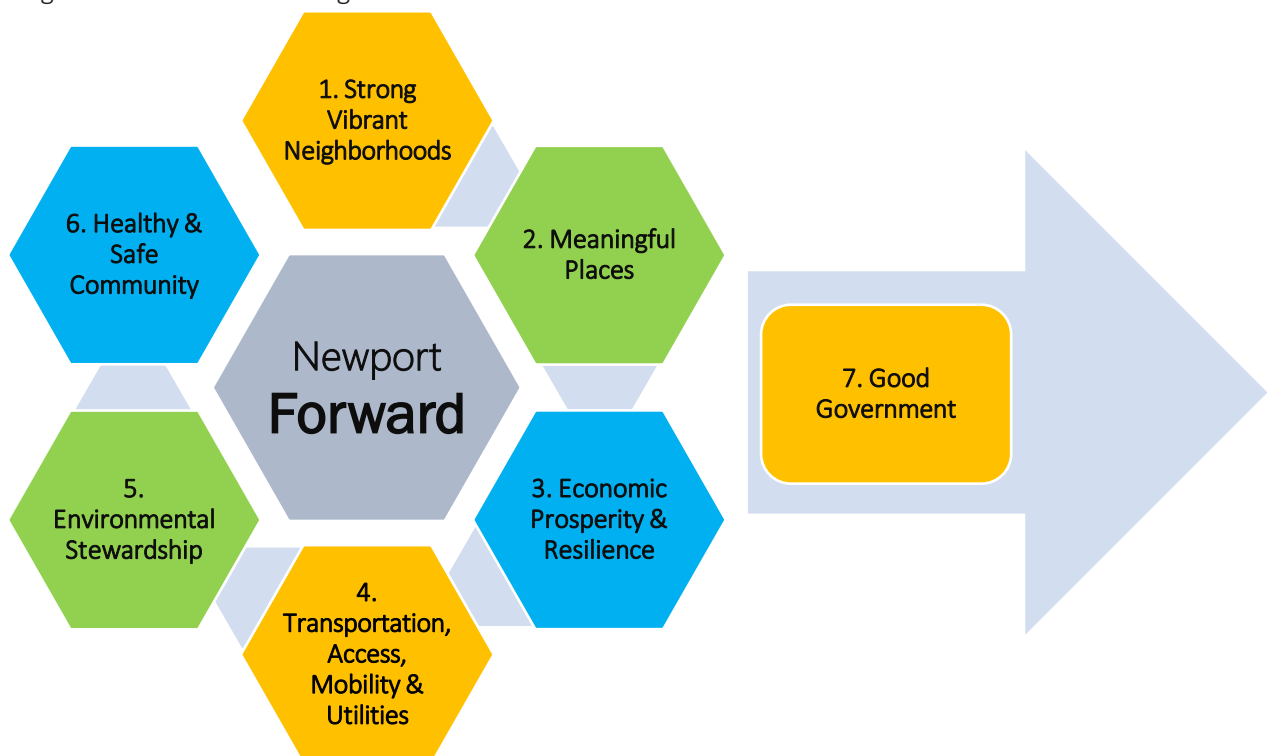 1. Strong
Vibrant
Neighborhoods
2. Meaningful
Places
3. Economic
Prosperity &
Resilience
4.
Transportation,
Access,
Mobility &
Utilities
5.
Environmental
Stewardship
6. Healthy &
Safe
Community
Newport
Forward
7. Good
Government